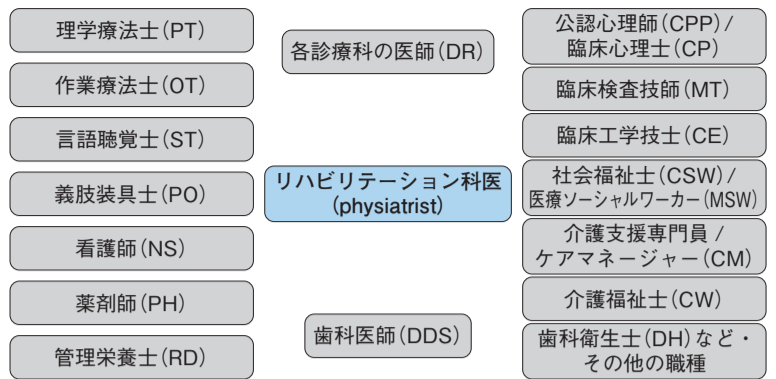 理学療法士(PT)
作業療法士(OT)
言語聴覚士(ST)
義肢装具士(PO)
看護師(NS)
薬剤師(PH)
管理栄養士(RD)
各診療科の医師(DR)
リハビリテーション科医
(physiatrist)
歯科医師(DDS)
公認心理師(CPP)/
臨床心理士(CP)
臨床検査技師(MT)
臨床工学技士(CE)
社会福祉士(CSW)/
医療ソーシャルワーカー(MSW)
介護支援専門員/
ケアマネージャー(CM)
介護福祉士(CW)
歯科衛生士(DH)など・
その他の職種